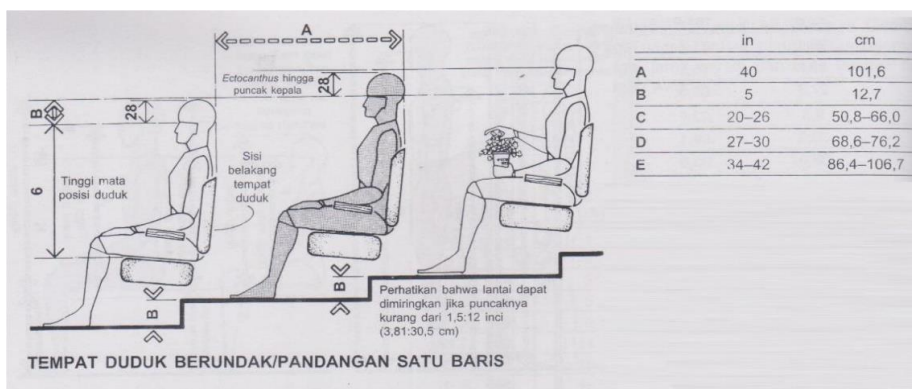 A
Ectocanthus hingga
puncak kepala
28
B
28
6
Tinggi mata
posisi duduk
Sisi
belakang
tempat
duduk
B
B
Perhatikan bahwa lantai dapat
dimiringkan jika puncaknya
kurang dari 1,5:12 inci
(3,81:30,5 cm)
TEMPAT DUDUK BERUNDAK/PANDANGAN SATU BARIS
in cm
A 40 101,6
B 5 12,7
C 20–26 50,8–66,0
D 27–30 68,6–76,2
E 34–42 86,4–106,7